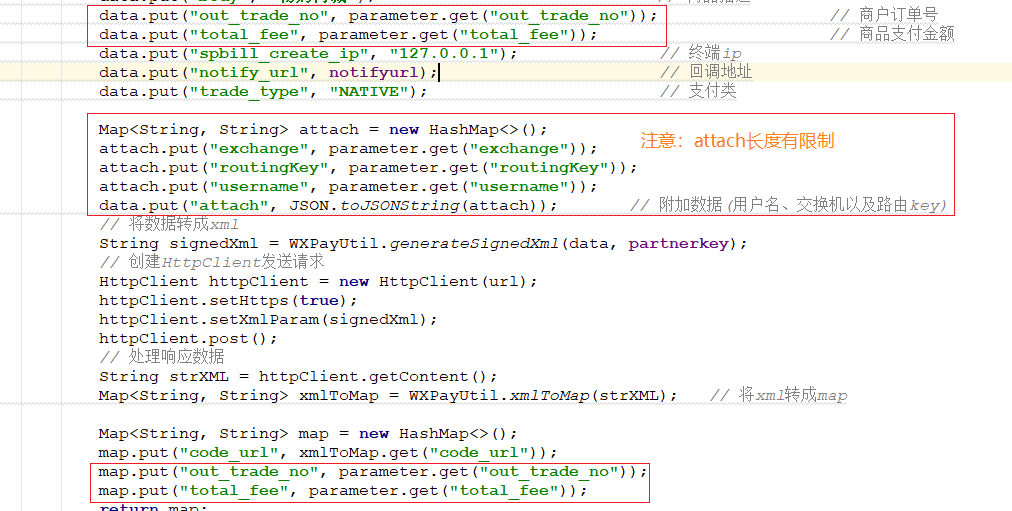 data.put("out_trade_no", parameter.get("out_trade_no")); // 商户订单号
data.put("total_fee", parameter.get("total_fee")); // 商品支付金额
data.put("spbill_create_ip", "127.0.0.1"); // 终端ip
data.put("notify_url", notifyurl); // 回调地址
data.put("trade_type", "NATIVE"); // 支付类
Map<String, String> attach = new HashMap<>();
注意：attach长度有限制
attach.put("exchange", parameter.get("exchange"));
attach.put("routingKey", parameter.get("routingKey"));
attach.put("username", parameter.get("username"));
data.put("attach", JSON.toJSONString(attach)); // 附加数据(用户名、交换机以及路由key)
// 将数据转成xml
String signedXml = WXPayUtil.generateSignedXml(data, partnerkey);
// 创建HttpClient发送请求
HttpClient httpClient = new HttpClient(url);
httpClient.setHttps(true);
httpClient.setXmlParam(signedXml);
httpClient.post();
// 处理响应数据
String strXML = httpClient.getContent();
Map<String, String> xmlToMap = WXPayUtil.xmlToMap(strXML); // 将xml转成map
Map<String, String> map = new HashMap<>();
map.put("code_url", xmlToMap.get("code_url"));
map.put("out_trade_no", parameter.get("out_trade_no"));
map.put("total_fee", parameter.get("total_fee"));
return map;